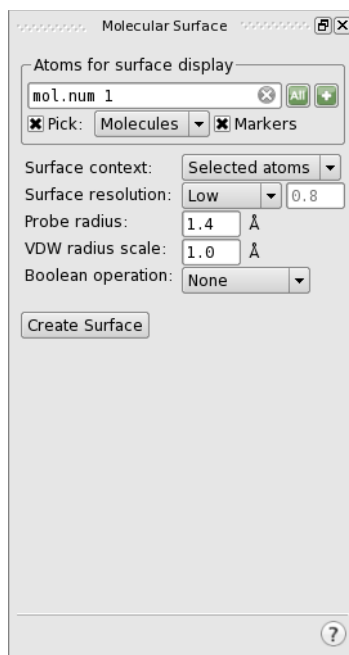 Molecular Surface
Atoms for surface display
mol.num 1 All
Pick: Molecules Markers
Surface context: Selected atoms
Surface resolution: Low 0.8
Probe radius: 1.4 Å
VDW radius scale: 1.0 Å
Boolean operation: None
Create Surface
?